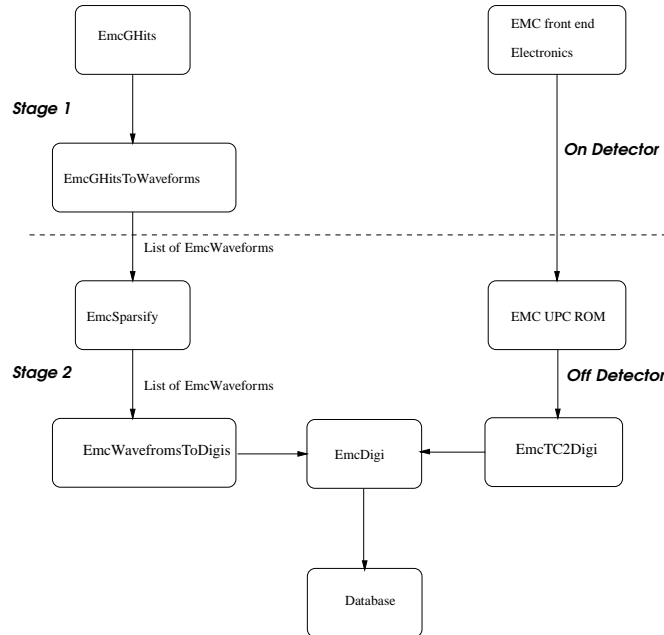 EmcGHits
EMC front end
Electronics
Stage 1
On Detector
EmcGHitsToWaveforms
List of EmcWaveforms
EmcSparsify
EMC UPC ROM
Stage 2
List of EmcWaveforms
Off Detector
EmcWavefromsToDigis
EmcDigi
EmcTC2Digi
Database